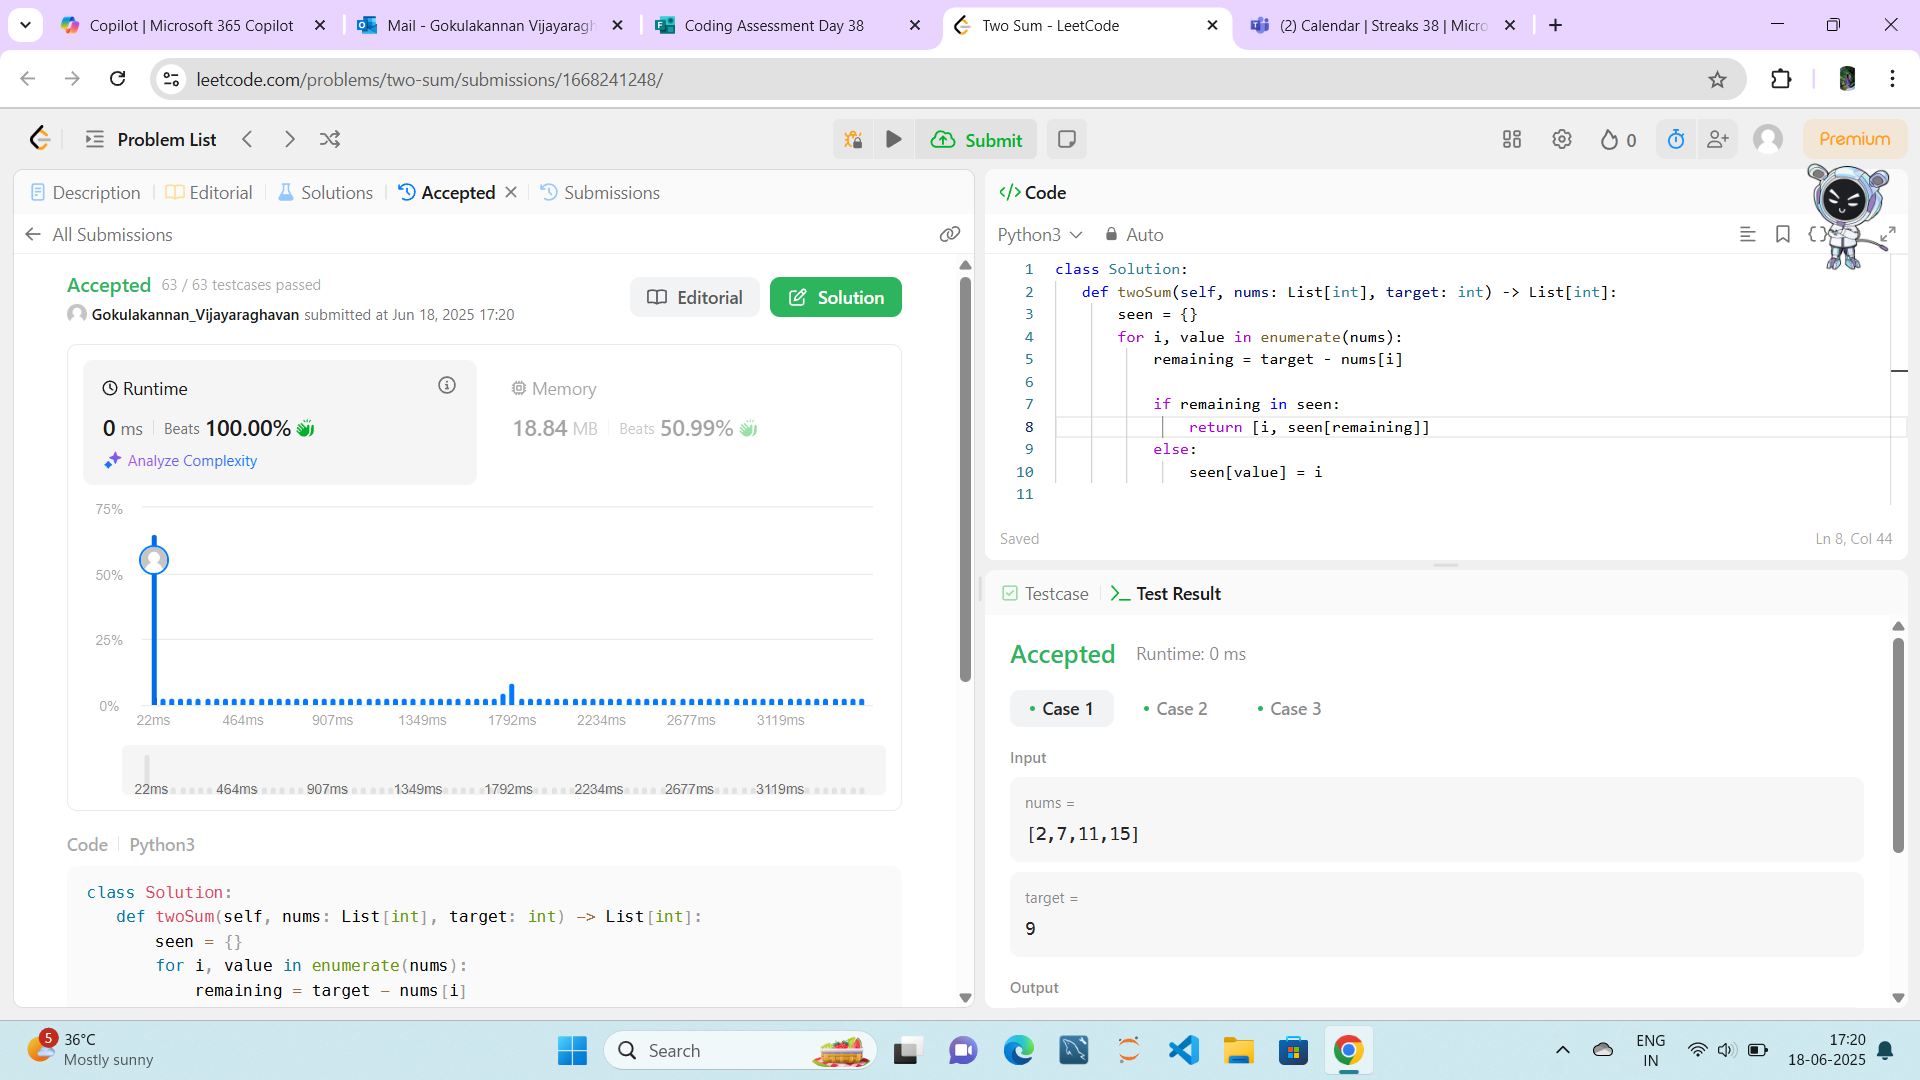 Copilot | Microsoft 365 Copilot
Mail - Gokulakannan Vijayaragh
Coding Assessment Day 38
Two Sum - LeetCode
(2) Calendar | Streaks 38 | Micro
leetcode.com/problems/two-sum/submissions/1668241248/
Problem List
Submit
0
Premium
Description
Editorial
Solutions
Accepted
Submissions
All Submissions
Accepted 63 / 63 testcases passed
Gokulakannan_Vijayaraghavan submitted at Jun 18, 2025 17:20
Editorial
Solution
Runtime
0 ms Beats 100.00%
Analyze Complexity
Memory
18.84 MB Beats 50.99%
75%
50%
25%
0%
22ms 464ms 907ms 1349ms 1792ms 2234ms 2677ms 3119ms
22ms 464ms 907ms 1349ms 1792ms 2234ms 2677ms 3119ms
Code Python3
class Solution:
def twoSum(self, nums: List[int], target: int) -> List[int]:
seen = {}
for i, value in enumerate(nums):
remaining = target - nums[i]
</> Code
Python3 Auto
1 class Solution:
2 def twoSum(self, nums: List[int], target: int) -> List[int]:
3 seen = {}
4 for i, value in enumerate(nums):
5 remaining = target - nums[i]
6
7 if remaining in seen:
8 return [i, seen[remaining]]
9 else:
10 seen[value] = i
11
Saved
Ln 8, Col 44
Testcase
Test Result
Accepted Runtime: 0 ms
Case 1
Case 2
Case 3
Input
nums =
[2,7,11,15]
target =
9
Output
5
36°C
Mostly sunny
Search
ENG
IN
17:20
18-06-2025